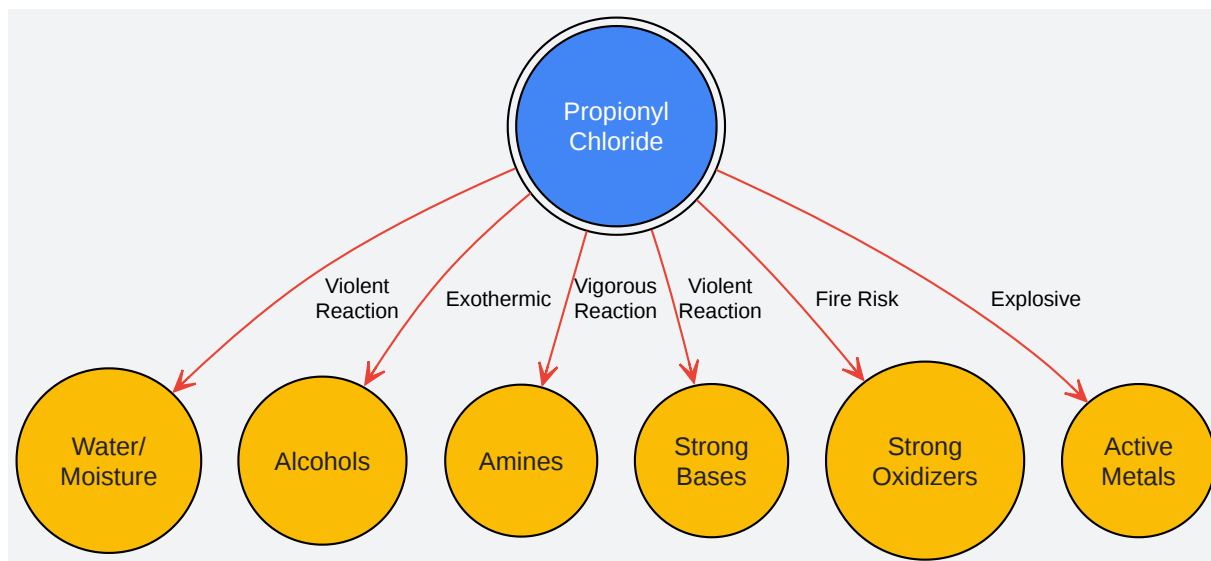 Propionyl
Chloride
Violent
Reaction
Exothermic
Vigorous
Reaction
Violent
Reaction
Fire Risk
Explosive
Water/
Moisture
Alcohols
Amines
Strong
Bases
Strong
Oxidizers
Active
Metals